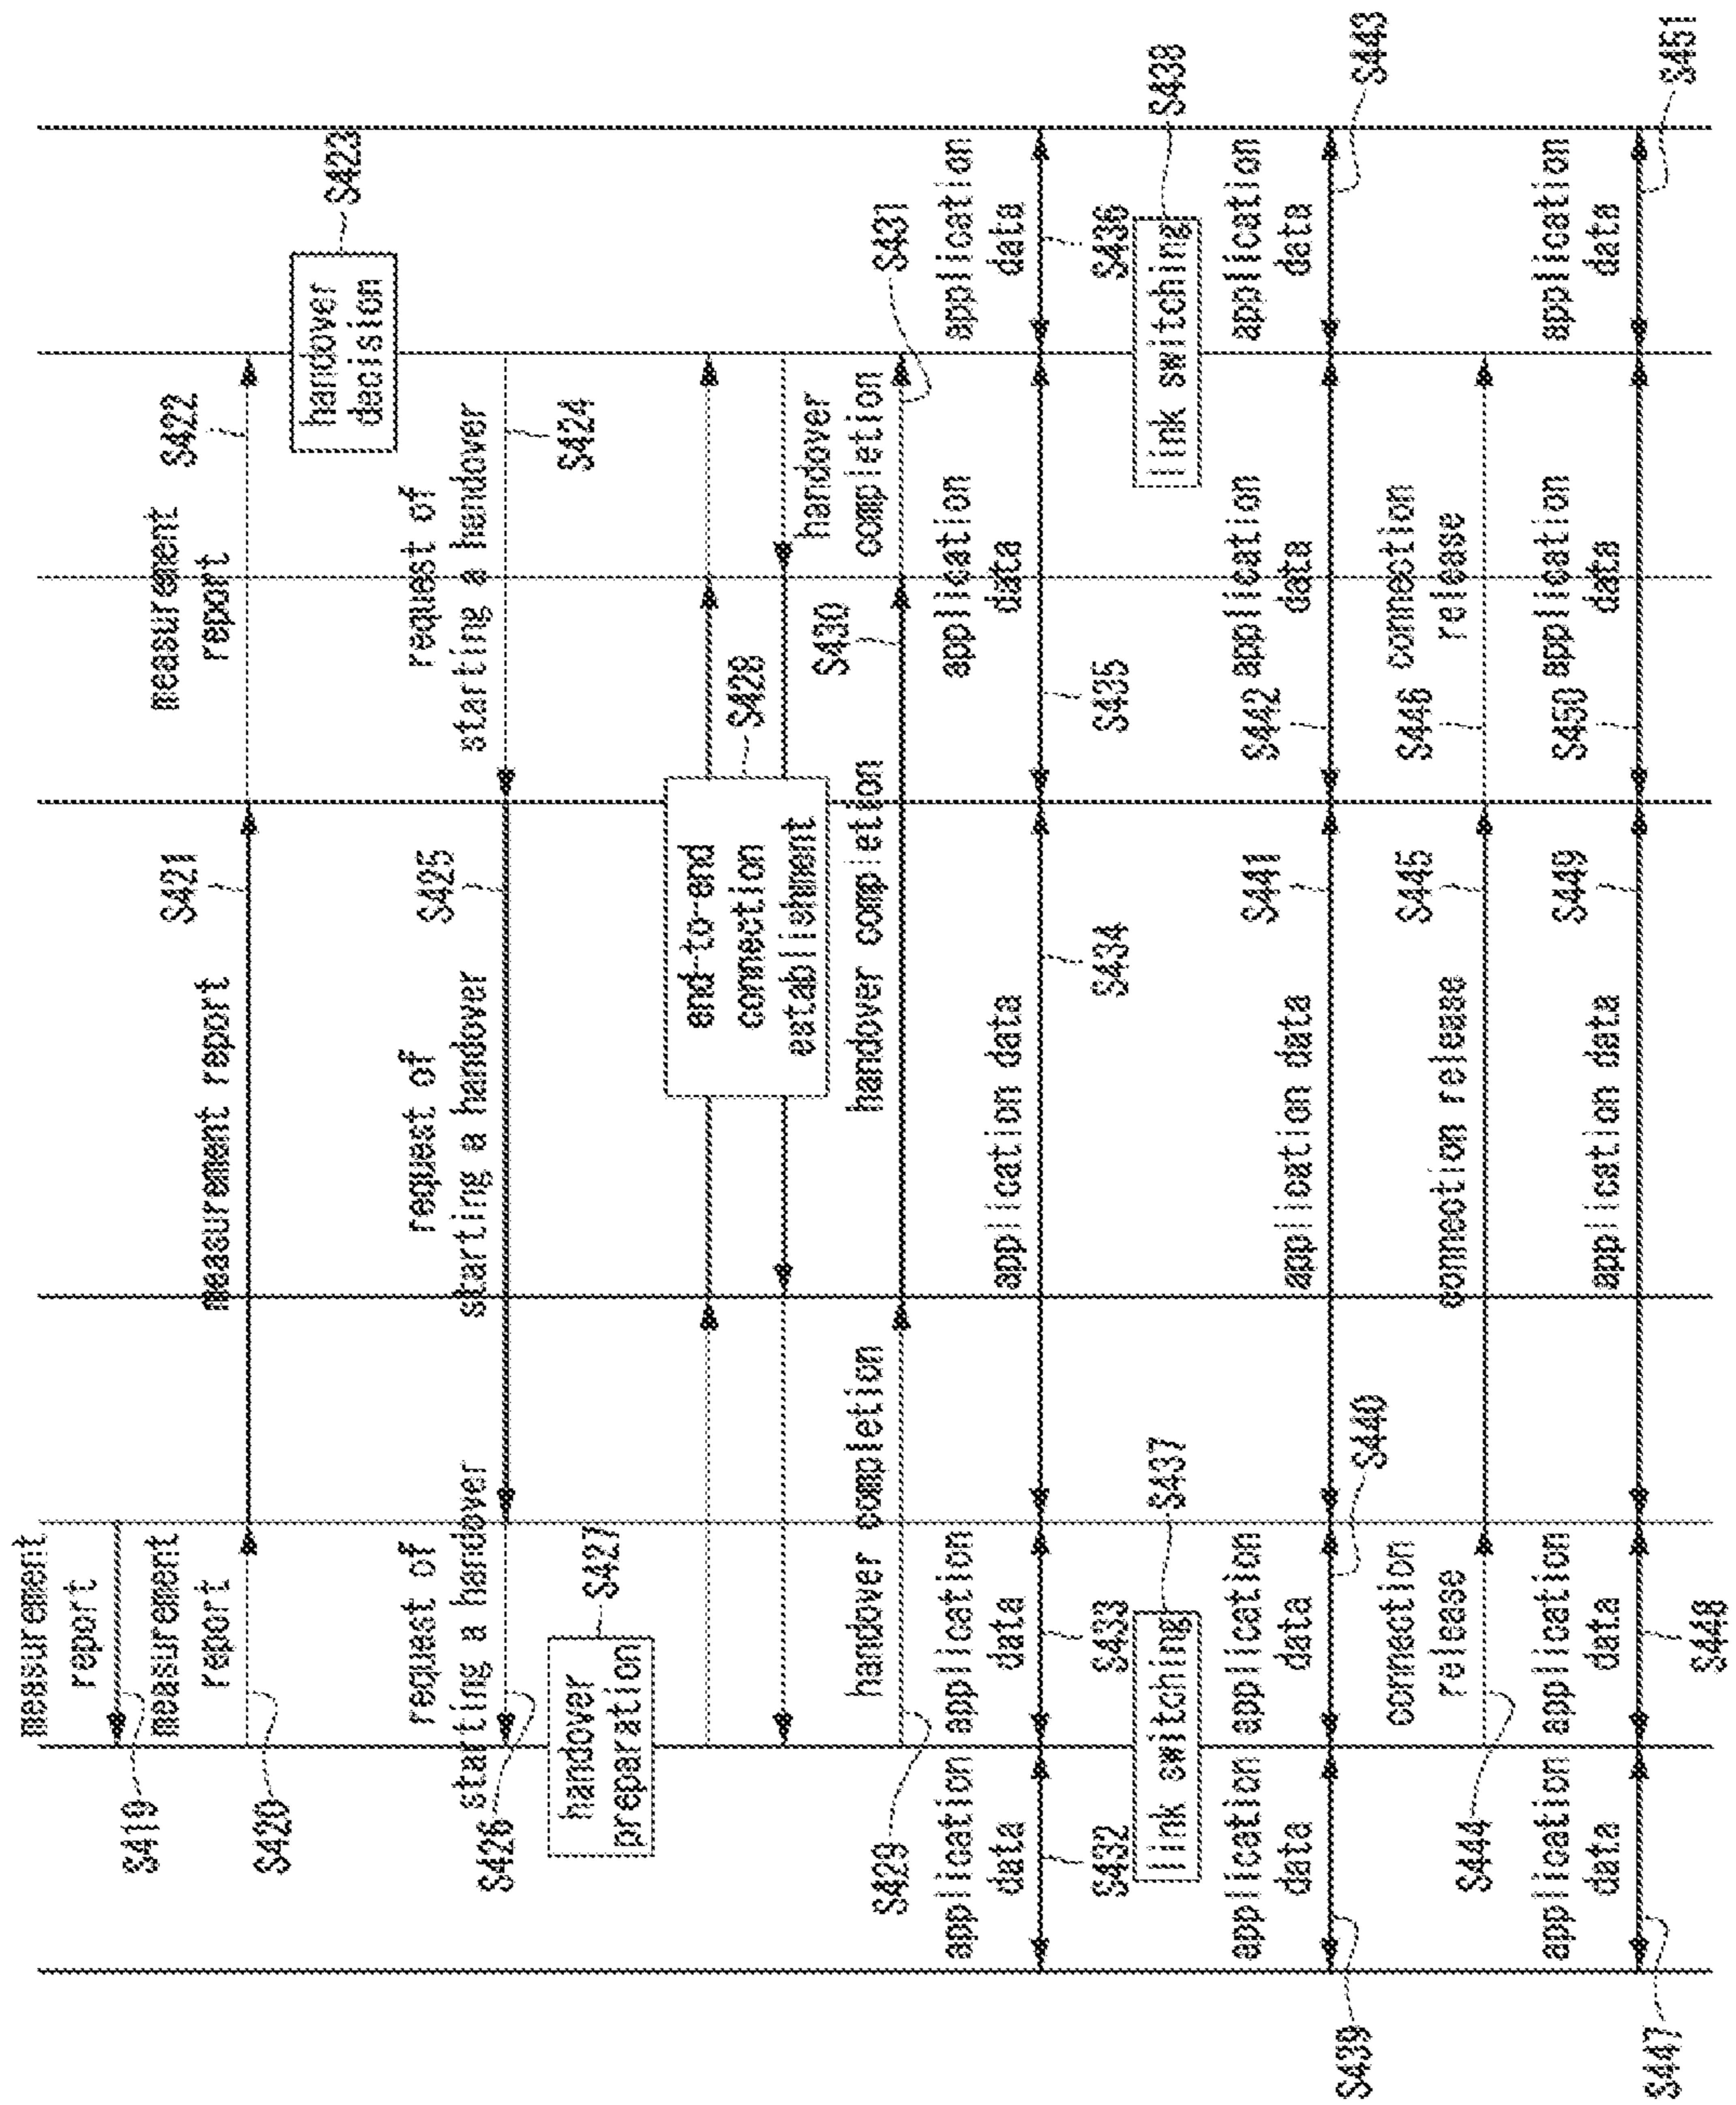 measurement
report
S419
measurement
report
S420
measurement report
S421
measurement
report
S422
handover
decision
S423
request of
starting a handover
S424
request of
starting a handover
S425
request of
starting a handover
S426
handover
preparation
S427
end-to-end
connection
establishment
S428
handover completion
S429
handover completion
S430
handover
completion
S431
application
data
S432
application
data
S433
application data
S434
application
data
S435
application
data
S436
link switching
S437
link switching
S438
application
data
S439
application
data
S440
application data
S441
application
data
S442
application
data
S443
connection
release
S444
connection release
S445
connection
release
S446
application
data
S447
application
data
S448
application data
S449
application
data
S450
application
data
S451